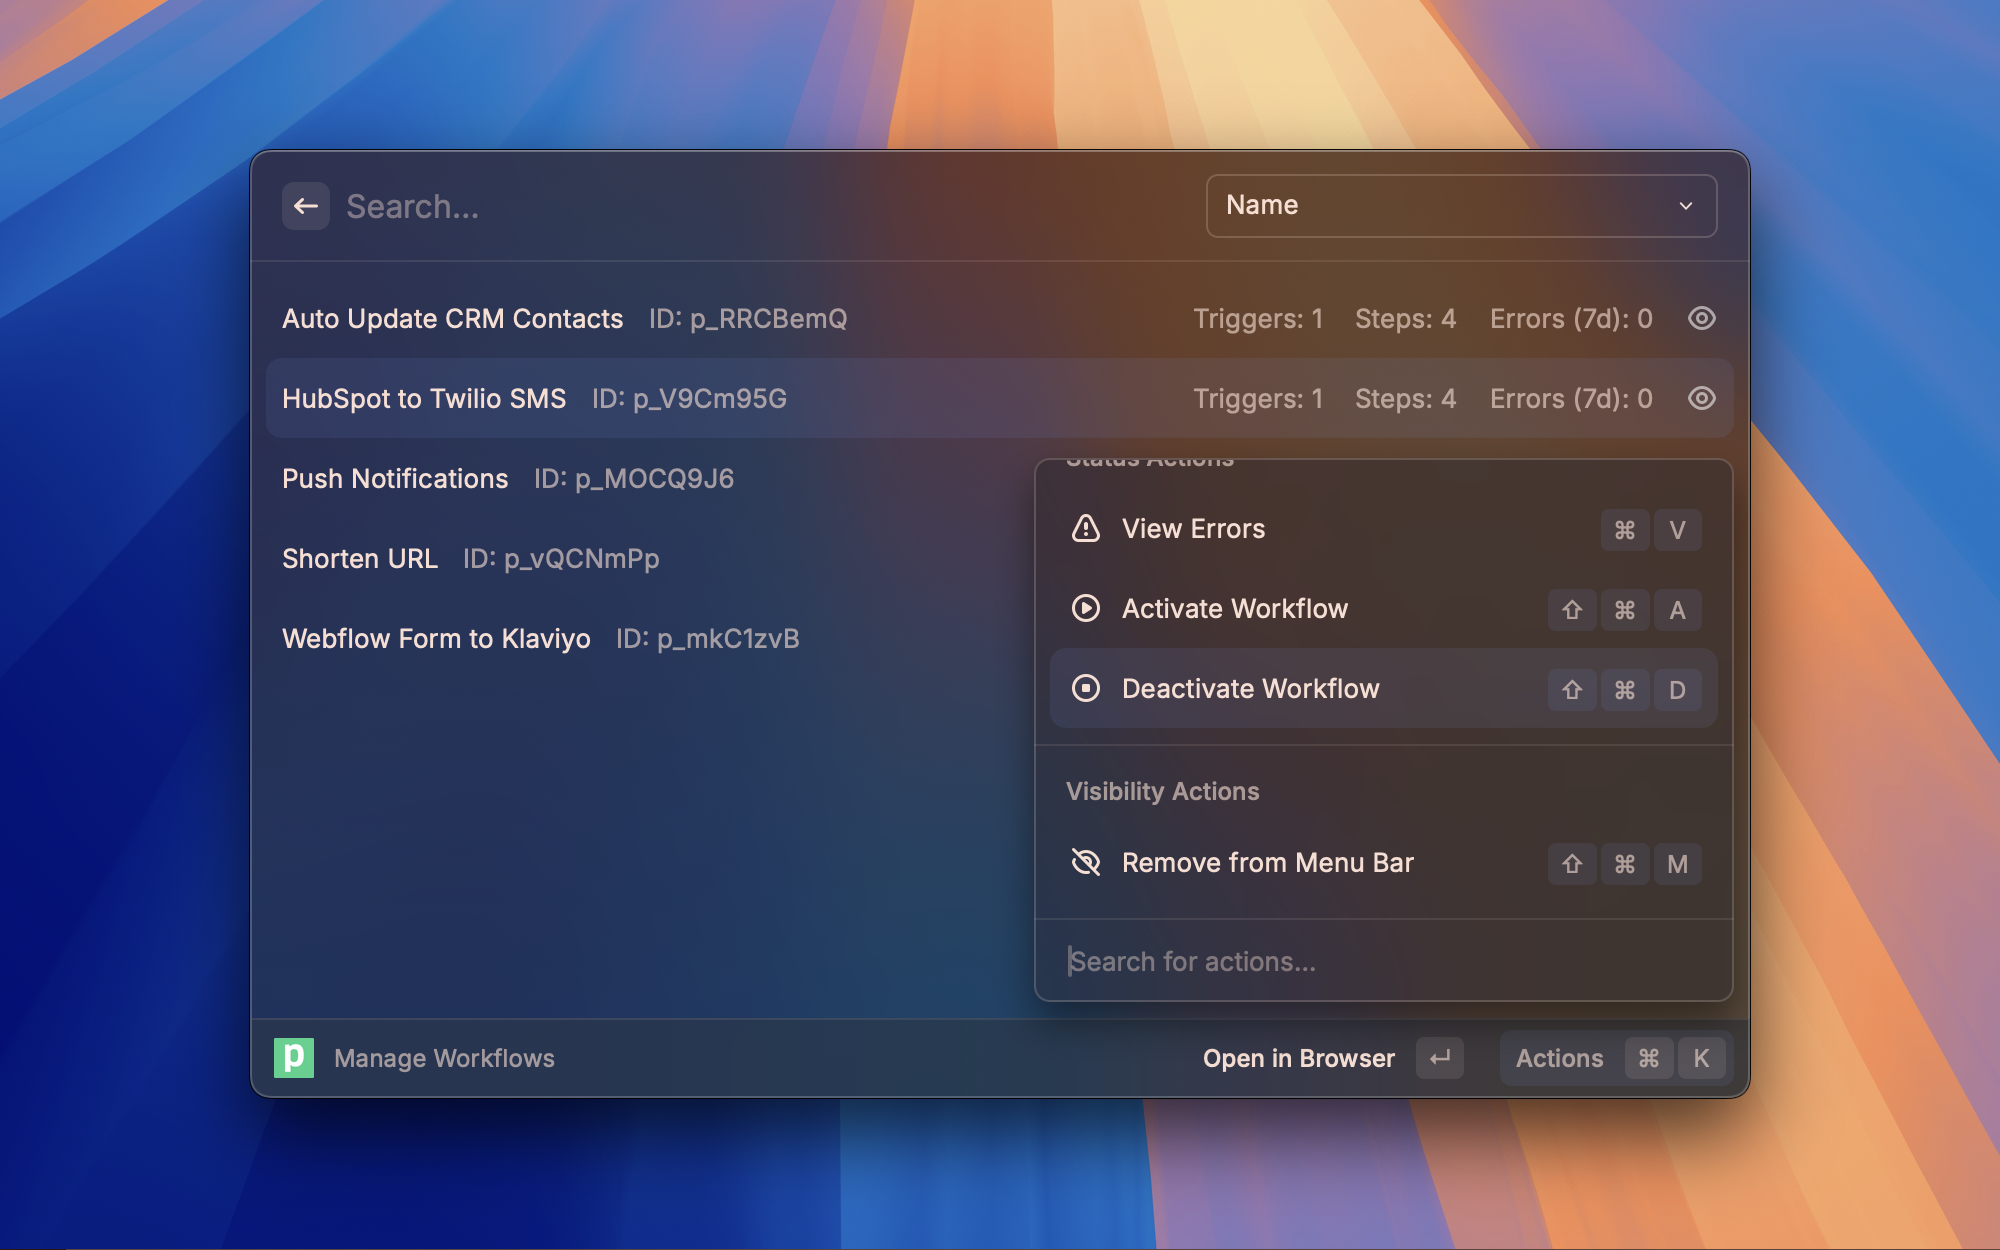 Search...
Name
Auto Update CRM Contacts ID: p_RRCBemQ Triggers: 1 Steps: 4 Errors (7d): 0
HubSpot to Twilio SMS ID: p_V9Cm95G Triggers: 1 Steps: 4 Errors (7d): 0
Push Notifications ID: p_MOCQ9J6
Shorten URL ID: p_vQCNmPp
Webflow Form to Klaviyo ID: p_mkC1zvB
Status Actions
View Errors ⌘ V
Activate Workflow ⇧ ⌘ A
Deactivate Workflow ⇧ ⌘ D
Visibility Actions
Remove from Menu Bar ⇧ ⌘ M
Search for actions...
p Manage Workflows Open in Browser ↵ Actions ⌘ K